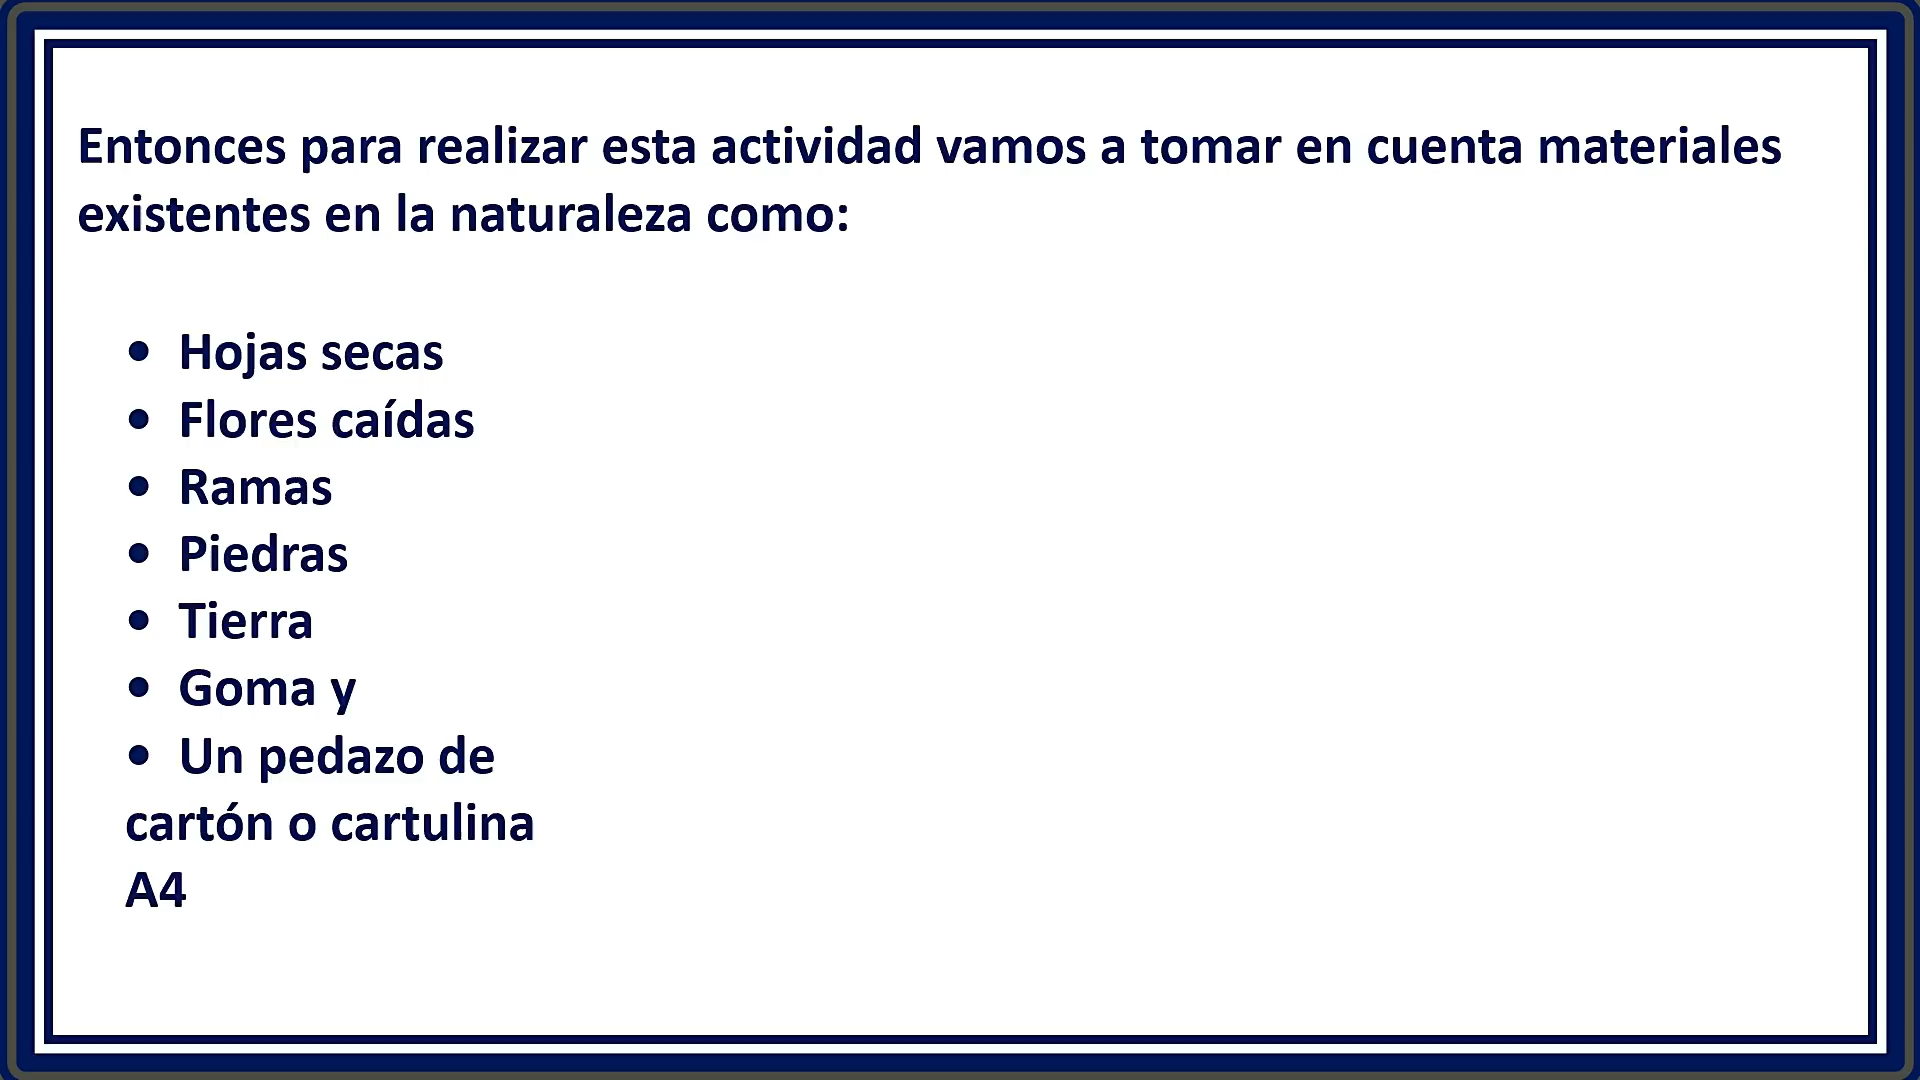 Entonces para realizar esta actividad vamos a tomar en cuenta materiales
existentes en la naturaleza como:
• Hojas secas
• Flores caídas
• Ramas
• Piedras
• Tierra
• Goma y
• Un pedazo de
cartón o cartulina
A4